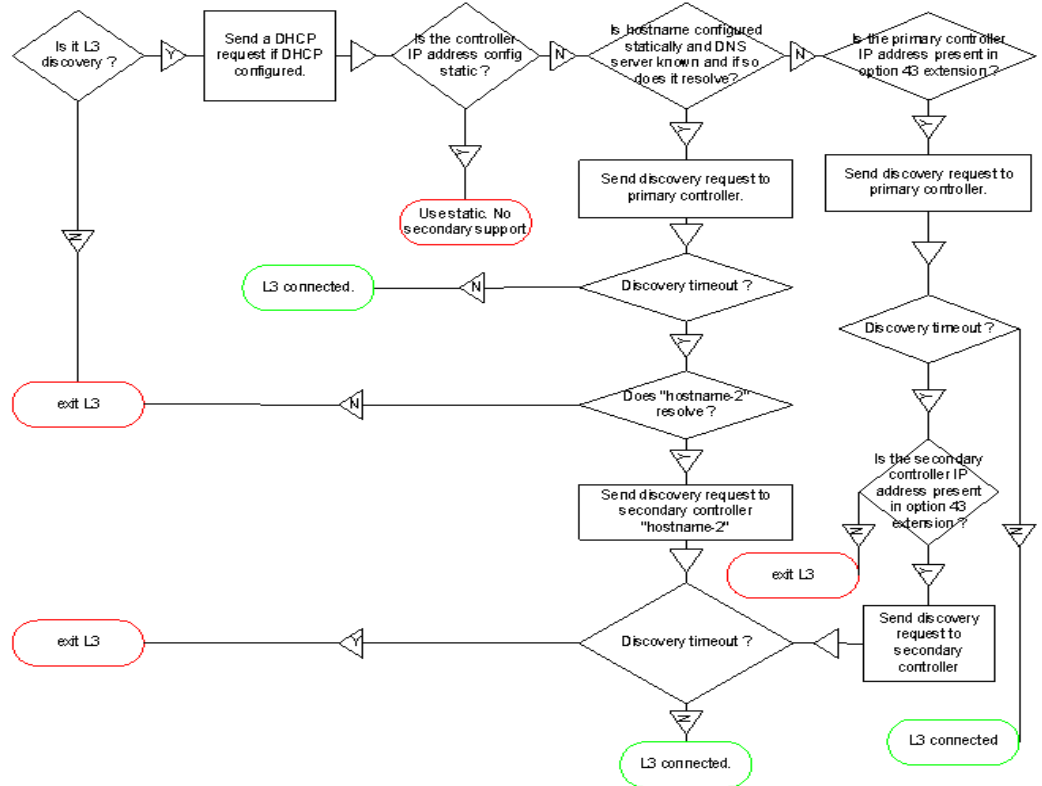 Is it L3
discovery ?
Y
Send a DHCP
request if DHCP
configured.
Is the controller
IP address config
static ?
N
Is hostname configured
statically and DNS
server known and if so
does it resolve?
N
Is the primary controller
IP address present in
option 43 extension ?
Y
Y
Y
Send discovery request to
primary controller.
Send discovery request to
primary controller.
Use static. No
secondary support
N
L3 connected.
N
Discovery timeout ?
Discovery timeout ?
Y
Y
exit L3
N
Does "hostname-2"
resolve ?
Y
Is the secondary
controller IP
address present
in option 43
extension ?
Send discovery request to
secondary controller
"hostname-2"
N
N
exit L3
Y
exit L3
Y
Discovery timeout ?
Send discovery
request to
secondary
controller
N
L3 connected
L3 connected.